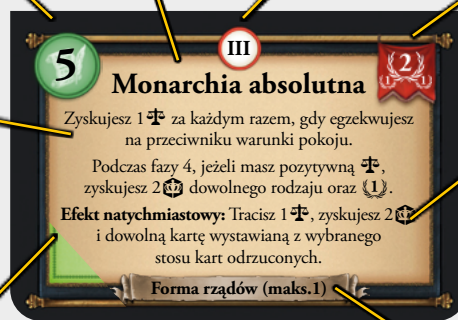 III
5
2
1 1
Monarchia absolutna
Zyskujesz 1 za każdym razem, gdy egzekwujesz
na przeciwniku warunki pokoju.
Podczas fazy 4, jeżeli masz pozytywną ,
zyskujesz 2 dowolnego rodzaju oraz (1).
Efekt natychmiastowy: Tracisz 1 , zyskujesz 2
i dowolną kartę wystawianą z wybranego
stosu kart odrzuconych.
Forma rządów (maks.1)